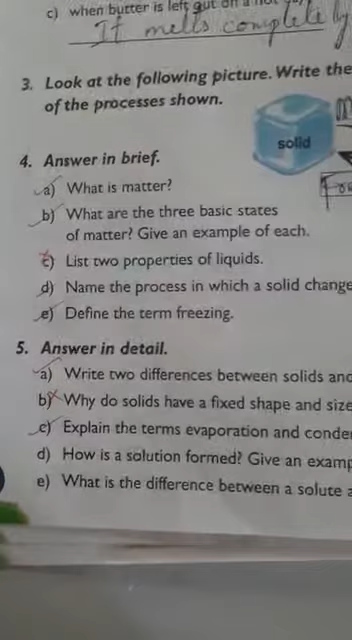 c) when butter is left out on a hot
It melts completely by
3. Look at the following picture. Write the
of the processes shown.
solid
4. Answer in brief.
a) What is matter?
b) What are the three basic states
of matter? Give an example of each.
c) List two properties of liquids.
d) Name the process in which a solid change
e) Define the term freezing.
5. Answer in detail.
a) Write two differences between solids and
b) Why do solids have a fixed shape and size
c) Explain the terms evaporation and conden
d) How is a solution formed? Give an examp
e) What is the difference between a solute a